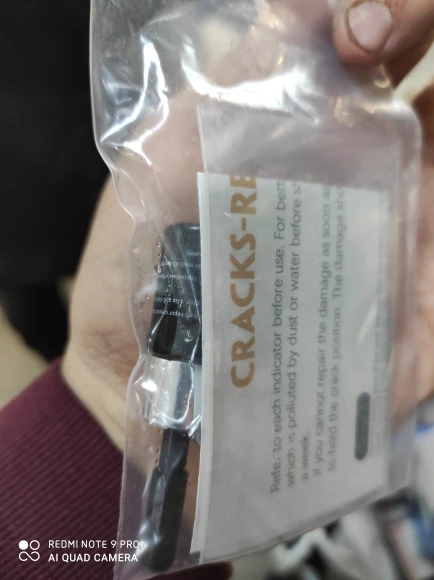 CRACKS-RE
Refer to each indicator before use. For bett
which is polluted by dust or water before s
a week.
If you cannot repair the damage as soon as
to hold the crack position. The damage sho
REDMI NOTE 9 PRO
AI QUAD CAMERA